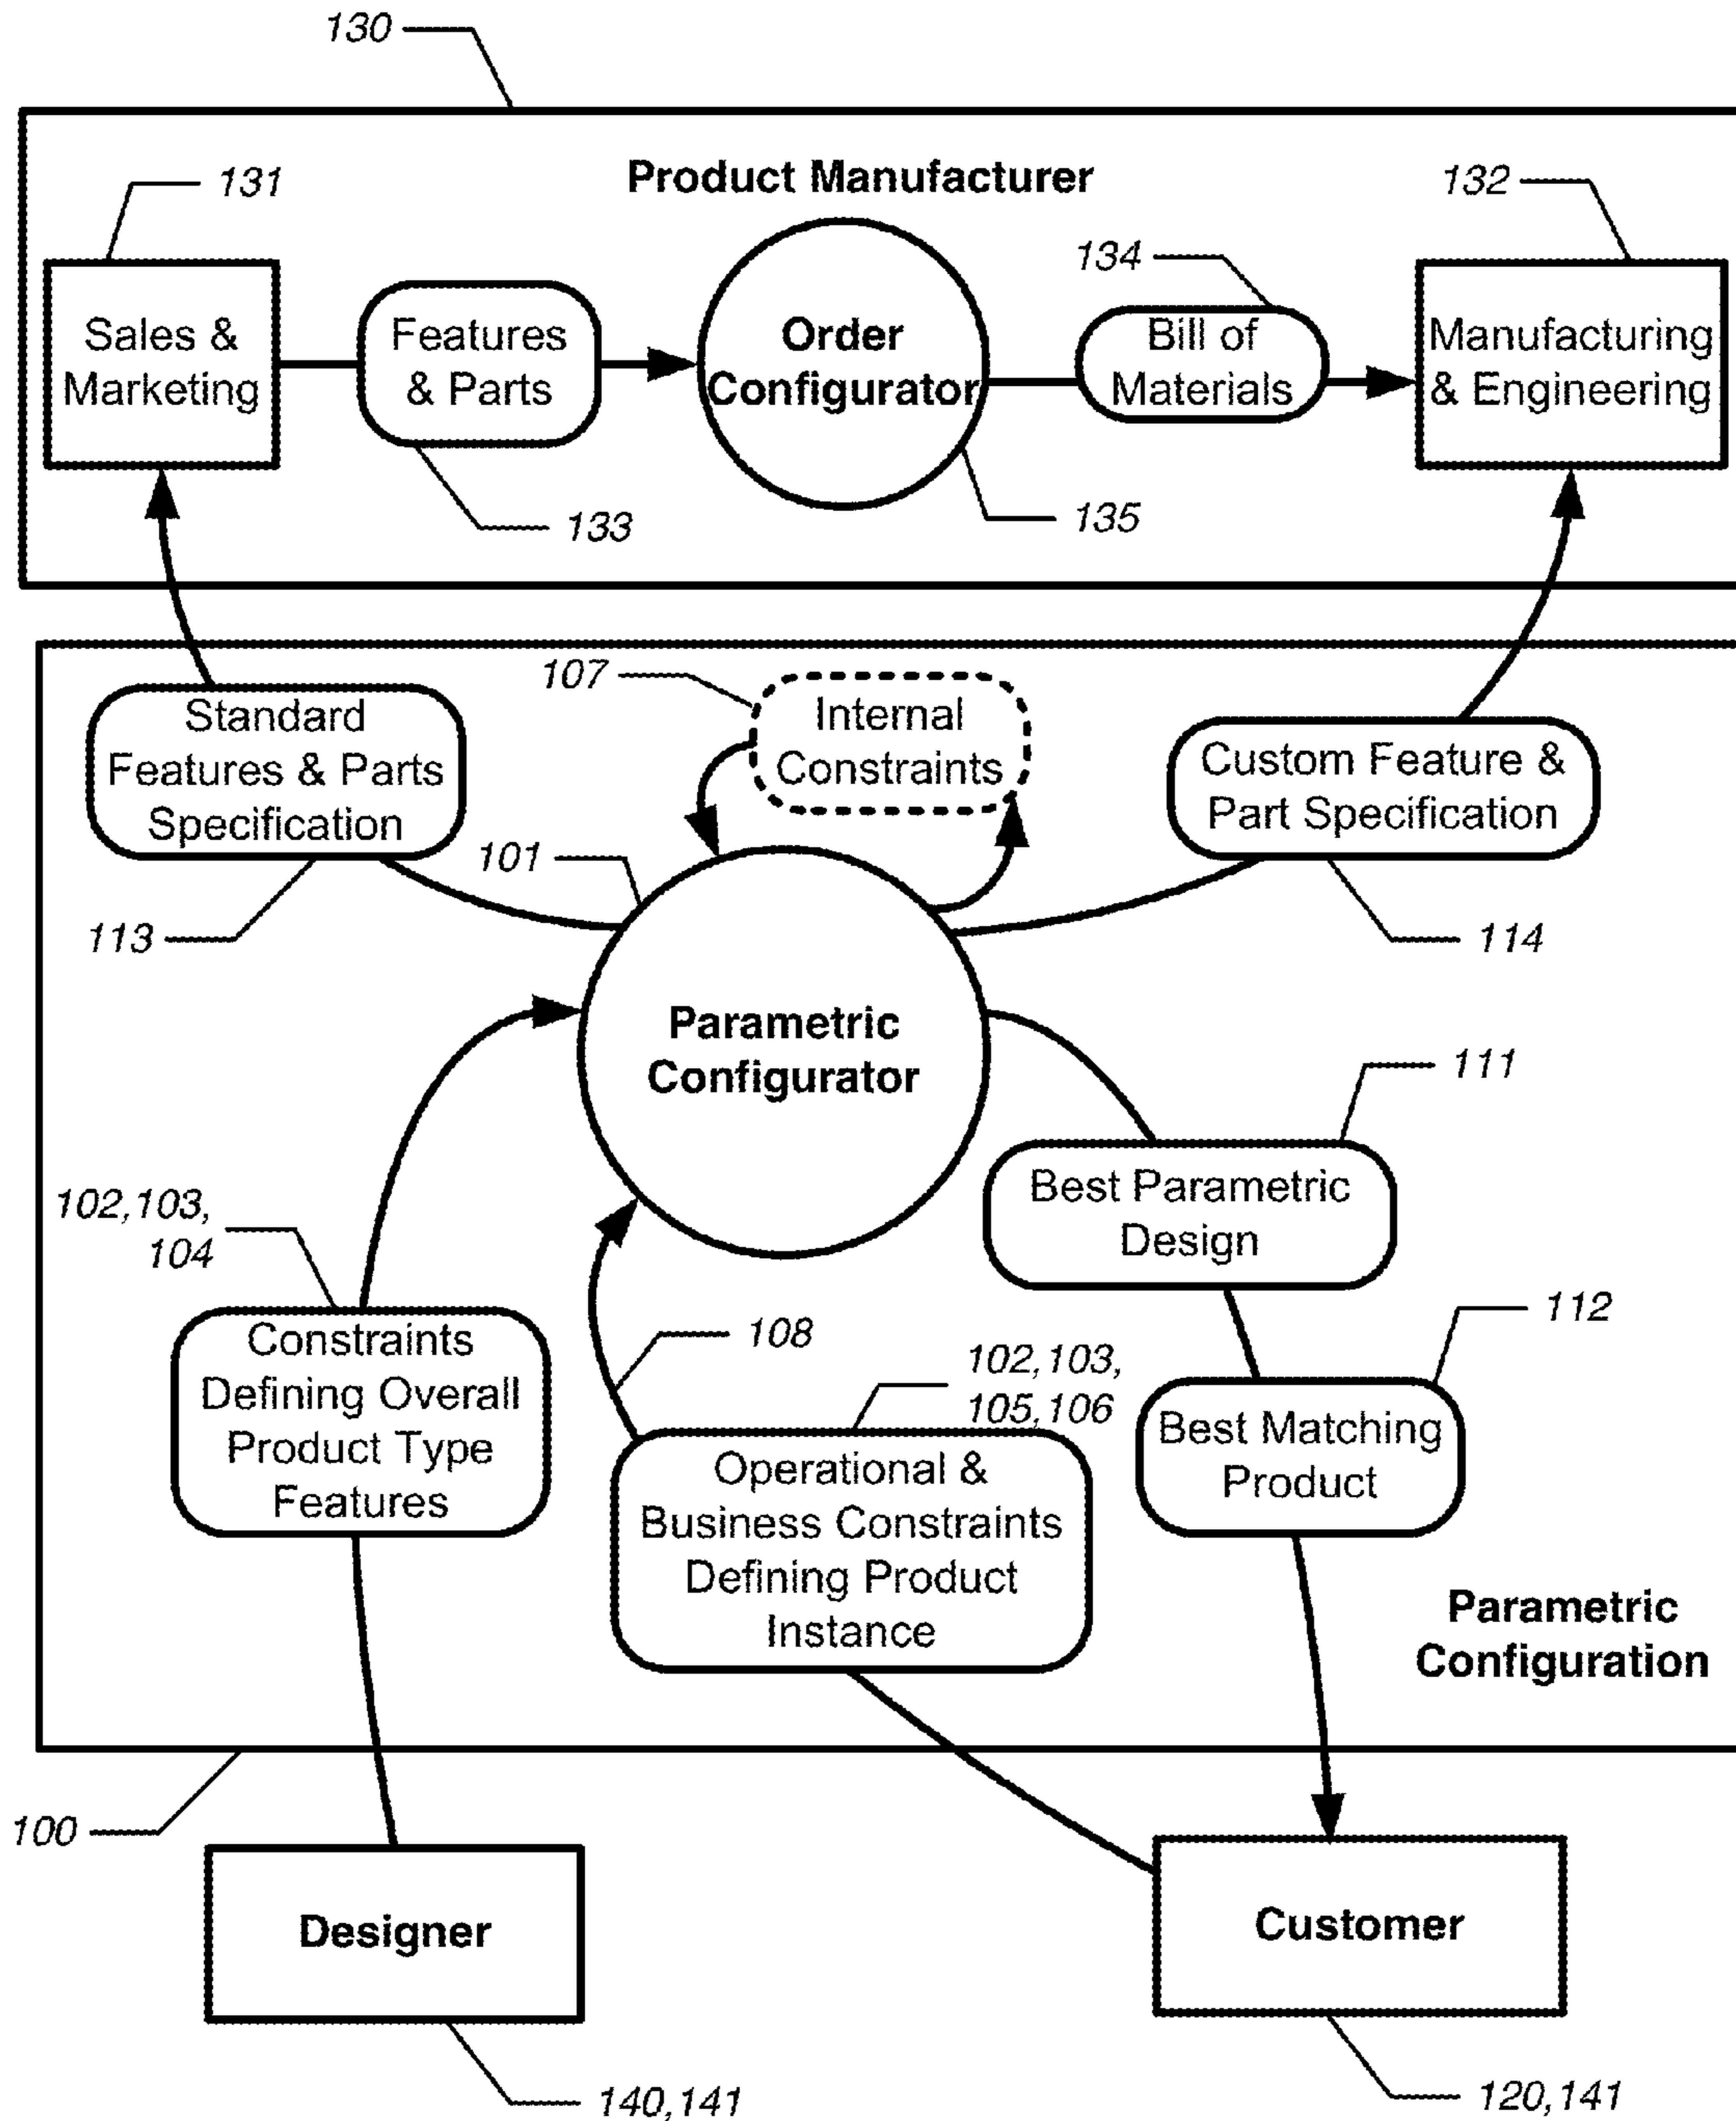 130
Product Manufacturer
131
132
134
Sales &
Marketing
Features
& Parts
Order
Configurator
Bill of
Materials
Manufacturing
& Engineering
133
135
107
Internal
Constraints
Standard
Features & Parts
Specification
Custom Feature &
Part Specification
101
113
114
Parametric
Configurator
111
Best Parametric
Design
102,103,
104
112
108
Constraints
Defining Overall
Product Type
Features
102,103,
105,106
Best Matching
Product
Operational &
Business Constraints
Defining Product
Instance
Parametric
Configuration
100
Designer
Customer
140,141
120,141